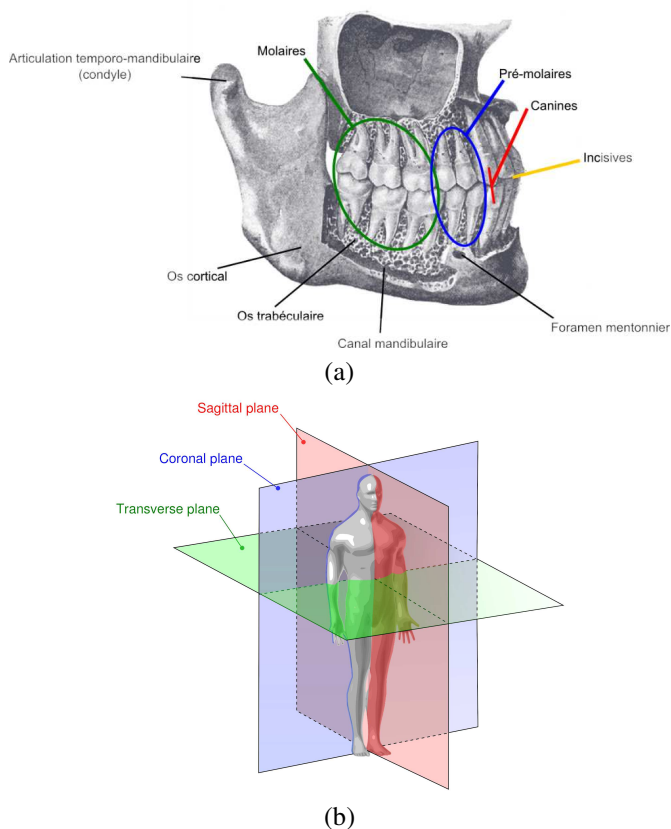 Molaires
Articulation temporo-mandibulaire
(condyle)
Pré-molaires
Canines
Incisives
Os cortical
Os trabéculaire
Canal mandibulaire
Foramen mentonnier
(a)
Sagittal plane
Coronal plane
Transverse plane
(b)